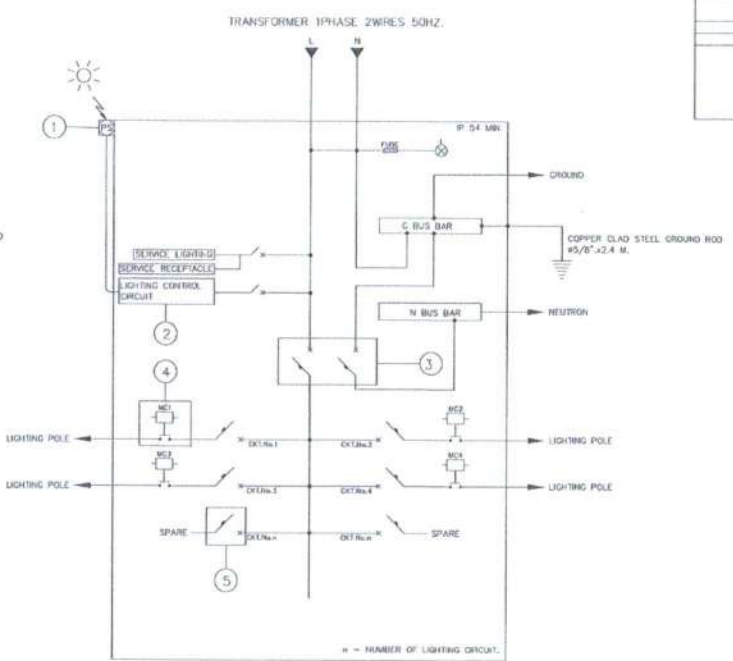 TRANSFORMER 1PHASE 2WIRES 50HZ.
L N
1
PS
IP 54 MIN
FUSE
GROUND
G BUS BAR
COPPER CLAD STEEL GROUND ROD
ø5/8".x2.4 M.
SERVICE LIGHTING
SERVICE RECEPTACLE
LIGHTING CONTROL
CIRCUIT
N BUS BAR
NEUTRON
2
3
4
MC1
MC2
LIGHTING POLE
CKT.No.1
CKT.No.2
LIGHTING POLE
MC3
MC4
LIGHTING POLE
CKT.No.3
CKT.No.4
LIGHTING POLE
SPARE
CKT.No.n
CKT.No.n
SPARE
5
n = NUMBER OF LIGHTING CIRCUIT.